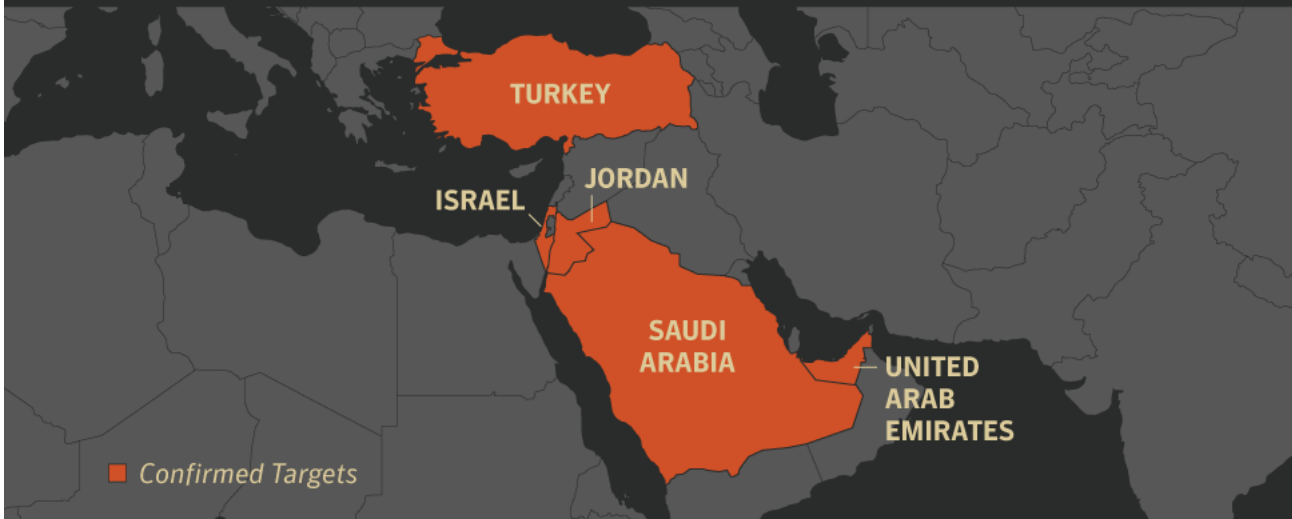 TURKEY
JORDAN
ISRAEL
SAUDI
ARABIA
UNITED
ARAB
EMIRATES
Confirmed Targets